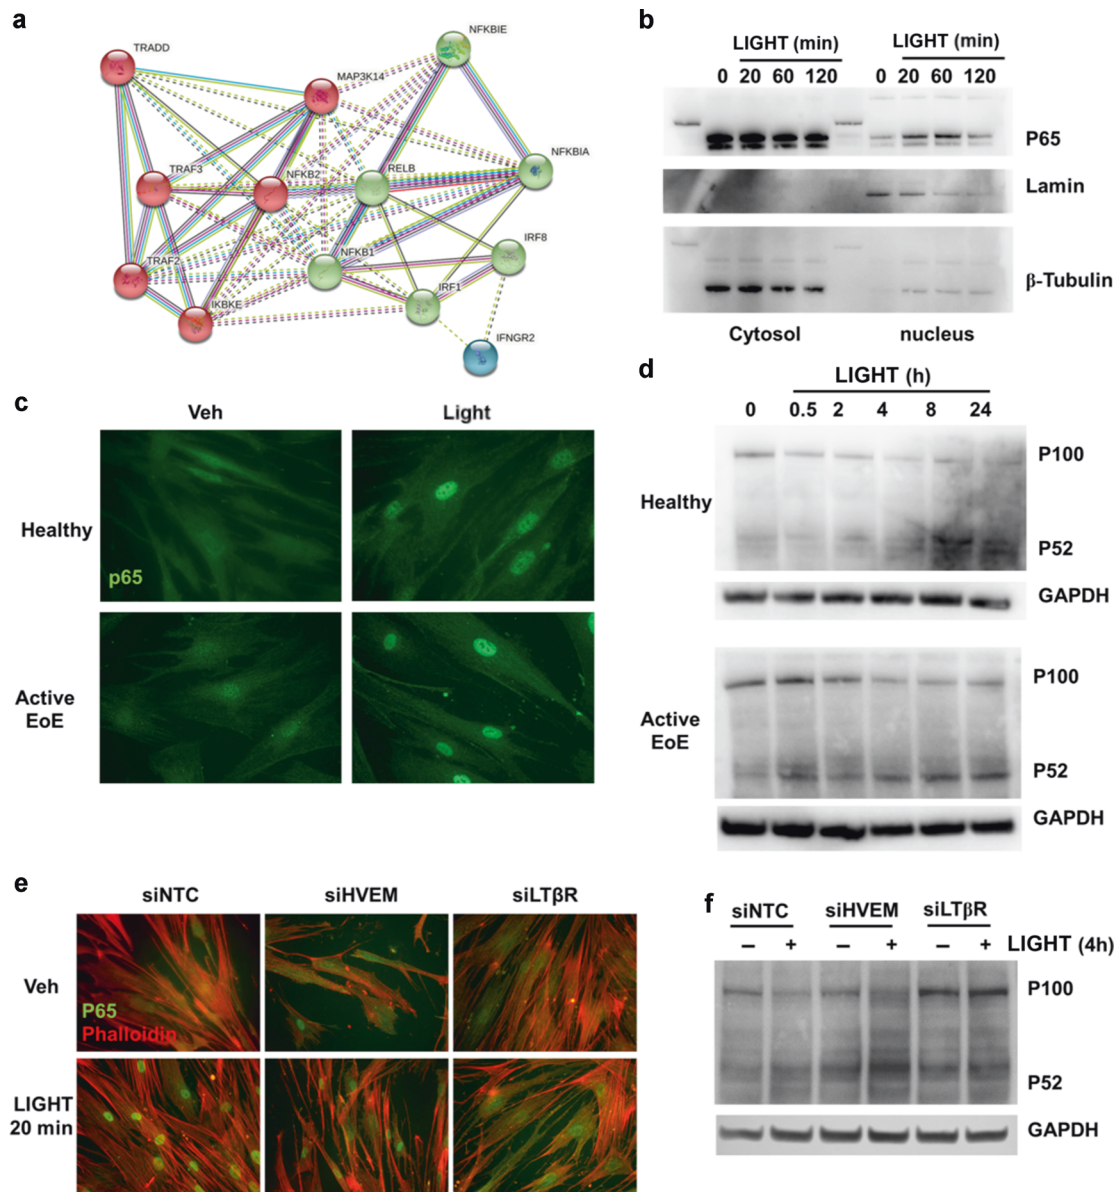 a
TRADD
NFKBIE
MAP3K14
TRAF3
NFKB2
RELB
NFKBIA
TRAF2
NFKB1
IRF8
IKBKE
IRF1
IFNGR2
b
LIGHT (min) LIGHT (min)
0 20 60 120 0 20 60 120
P65
Lamin
β-Tubulin
Cytosol nucleus
c
Veh Light
Healthy
p65
Active
EoE
d
LIGHT (h)
0 0.5 2 4 8 24
P100
Healthy
P52
GAPDH
P100
Active
EoE
P52
GAPDH
e
siNTC siHVEM siLTβR
Veh
P65
Phalloidin
LIGHT
20 min
f
siNTC siHVEM siLTβR
– + – + – + LIGHT (4h)
P100
P52
GAPDH